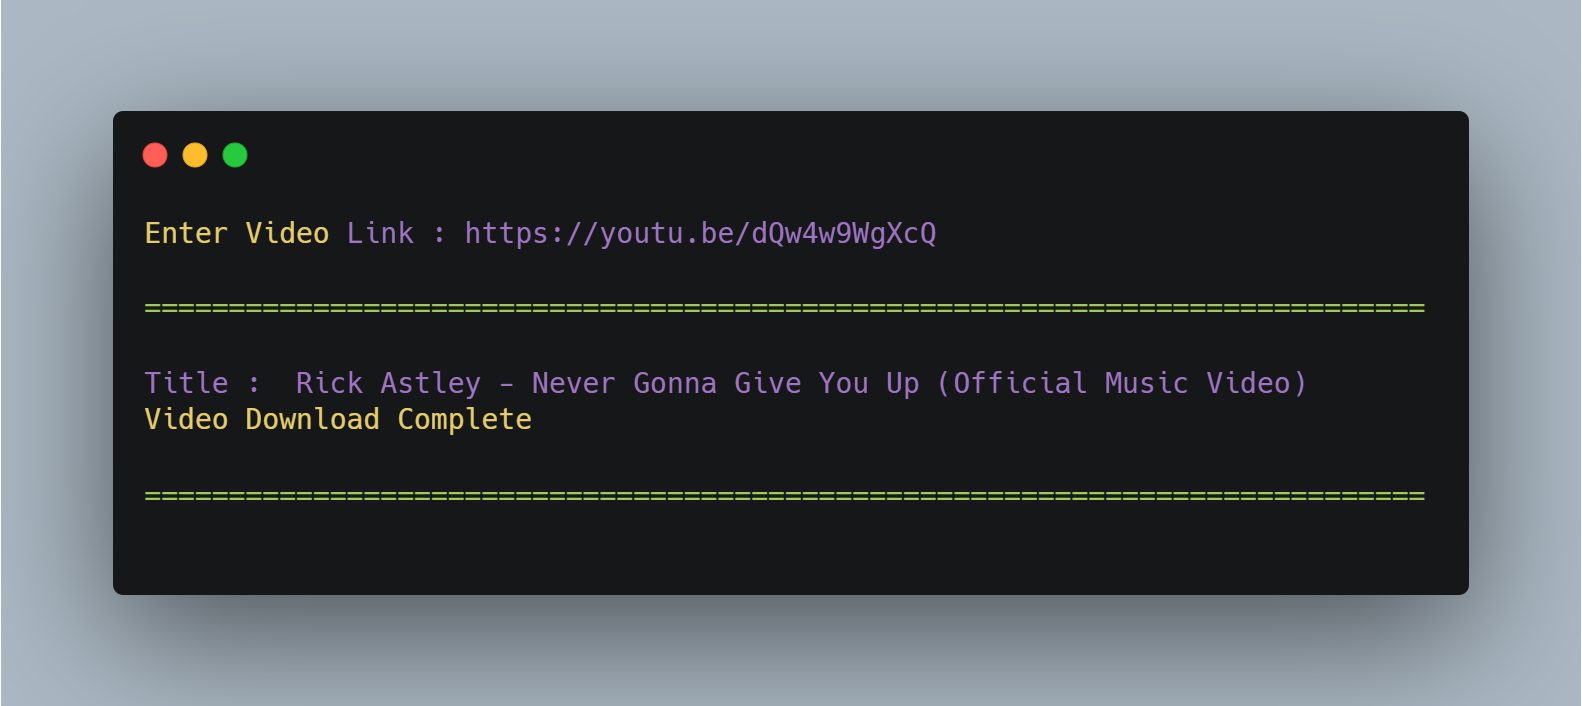 Enter Video Link : https://youtu.be/dQw4w9WgXcQ
============================================================================
Title :  Rick Astley - Never Gonna Give You Up (Official Music Video)
Video Download Complete
============================================================================